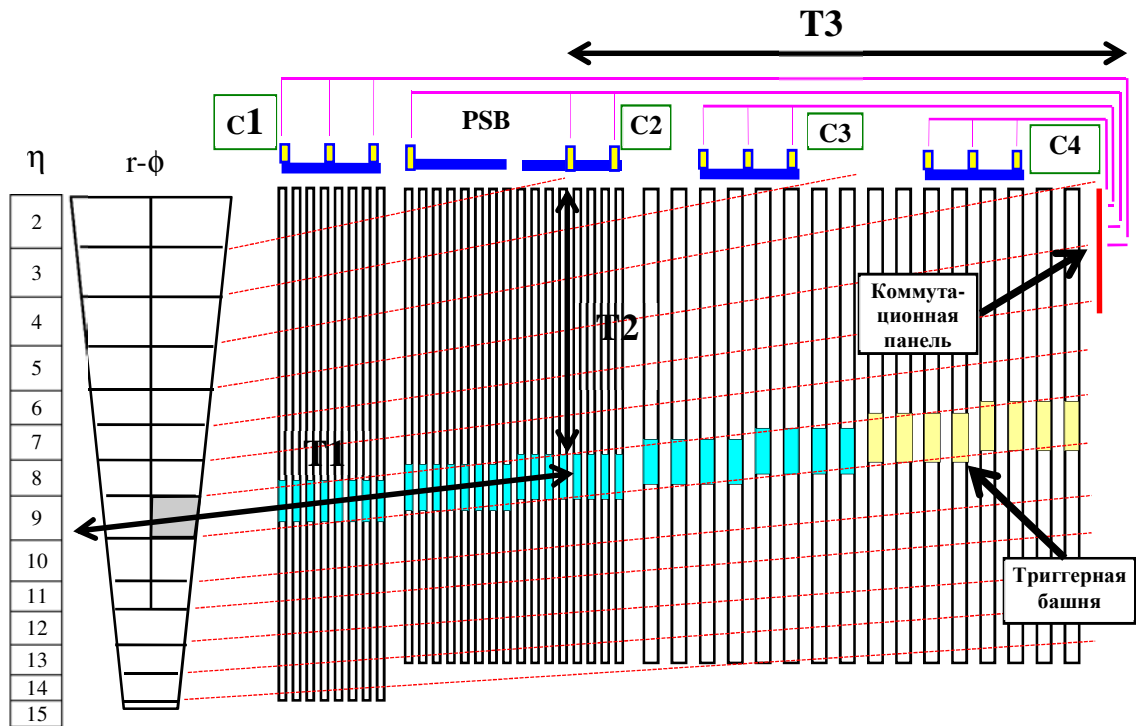 T3
C1
PSB
C2
C3
C4
η
r-ϕ
2
3
4
5
6
7
8
9
10
11
12
13
14
15
T1
T2
Коммута-
ционная
панель
Триггерная
башня